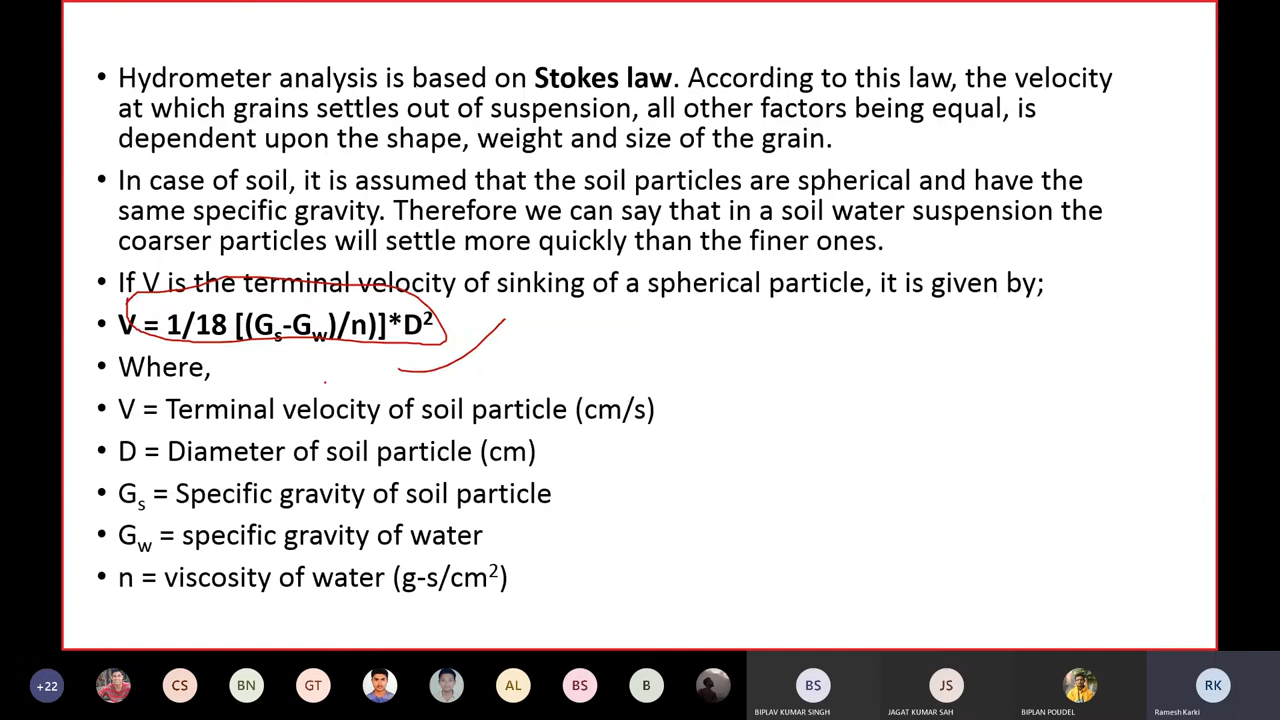 • Hydrometer analysis is based on Stokes law. According to this law, the velocity
at which grains settles out of suspension, all other factors being equal, is
dependent upon the shape, weight and size of the grain.
• In case of soil, it is assumed that the soil particles are spherical and have the
same specific gravity. Therefore we can say that in a soil water suspension the
coarser particles will settle more quickly than the finer ones.
• If V is the terminal velocity of sinking of a spherical particle, it is given by;
• V = 1/18 [(Gs-Gw)/n)]*D²
• Where,
• V = Terminal velocity of soil particle (cm/s)
• D = Diameter of soil particle (cm)
• Gs = Specific gravity of soil particle
• Gw = specific gravity of water
• n = viscosity of water (g-s/cm²)
+22 CS BN GT AL BS B BS JS RK
BIPLAV KUMAR SINGH JAGAT KUMAR SAH BIPLAN POUDEL Ramesh Karki